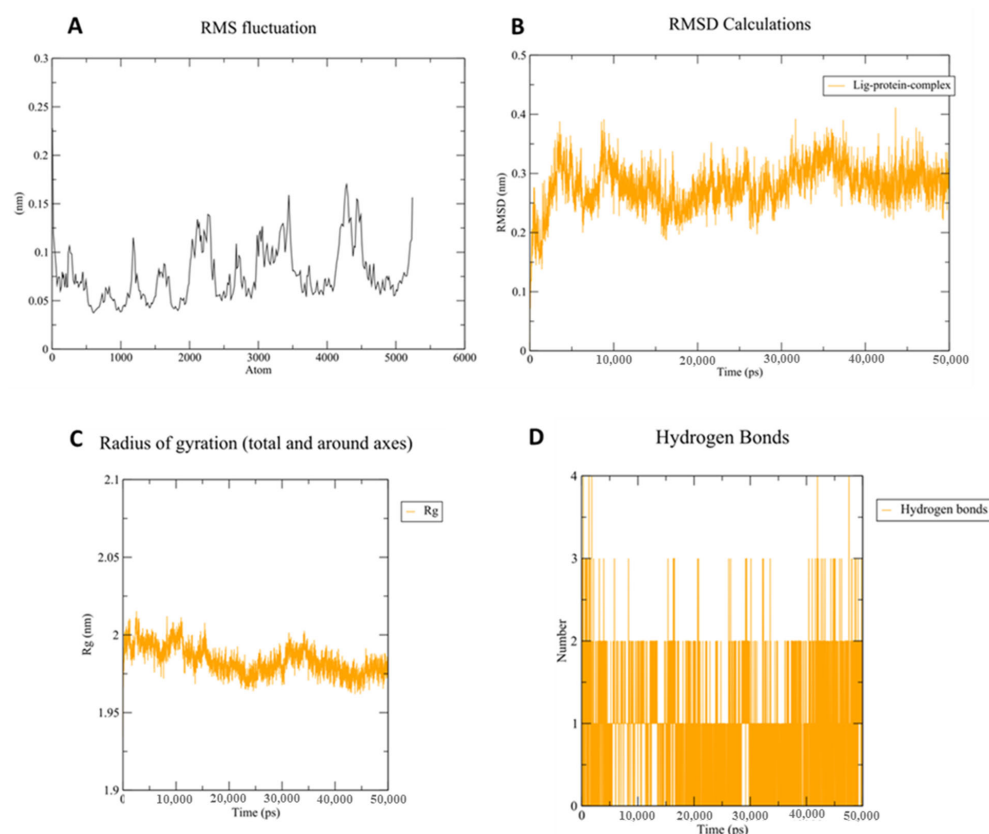 A
RMS fluctuation
0.3
0.25
0.2
(nm)
0.15
0.1
0.05
0
0 1000 2000 3000 4000 5000 6000
Atom
B
RMSD Calculations
0.5
Lig-protein-complex
0.4
RMSD (nm)
0.3
0.2
0.1
0
0 10,000 20,000 30,000 40,000 50,000
Time (ps)
C
Radius of gyration (total and around axes)
2.1
Rg
2.05
Rg (nm)
2
1.95
1.9
0 10,000 20,000 30,000 40,000 50,000
Time (ps)
D
Hydrogen Bonds
4
Hydrogen bonds
3
Number
2
1
0
0 10,000 20,000 30,000 40,000 50,000
Time (ps)